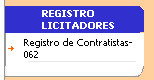 REGISTRO
LICITADORES
Registro de Contratistas-
062